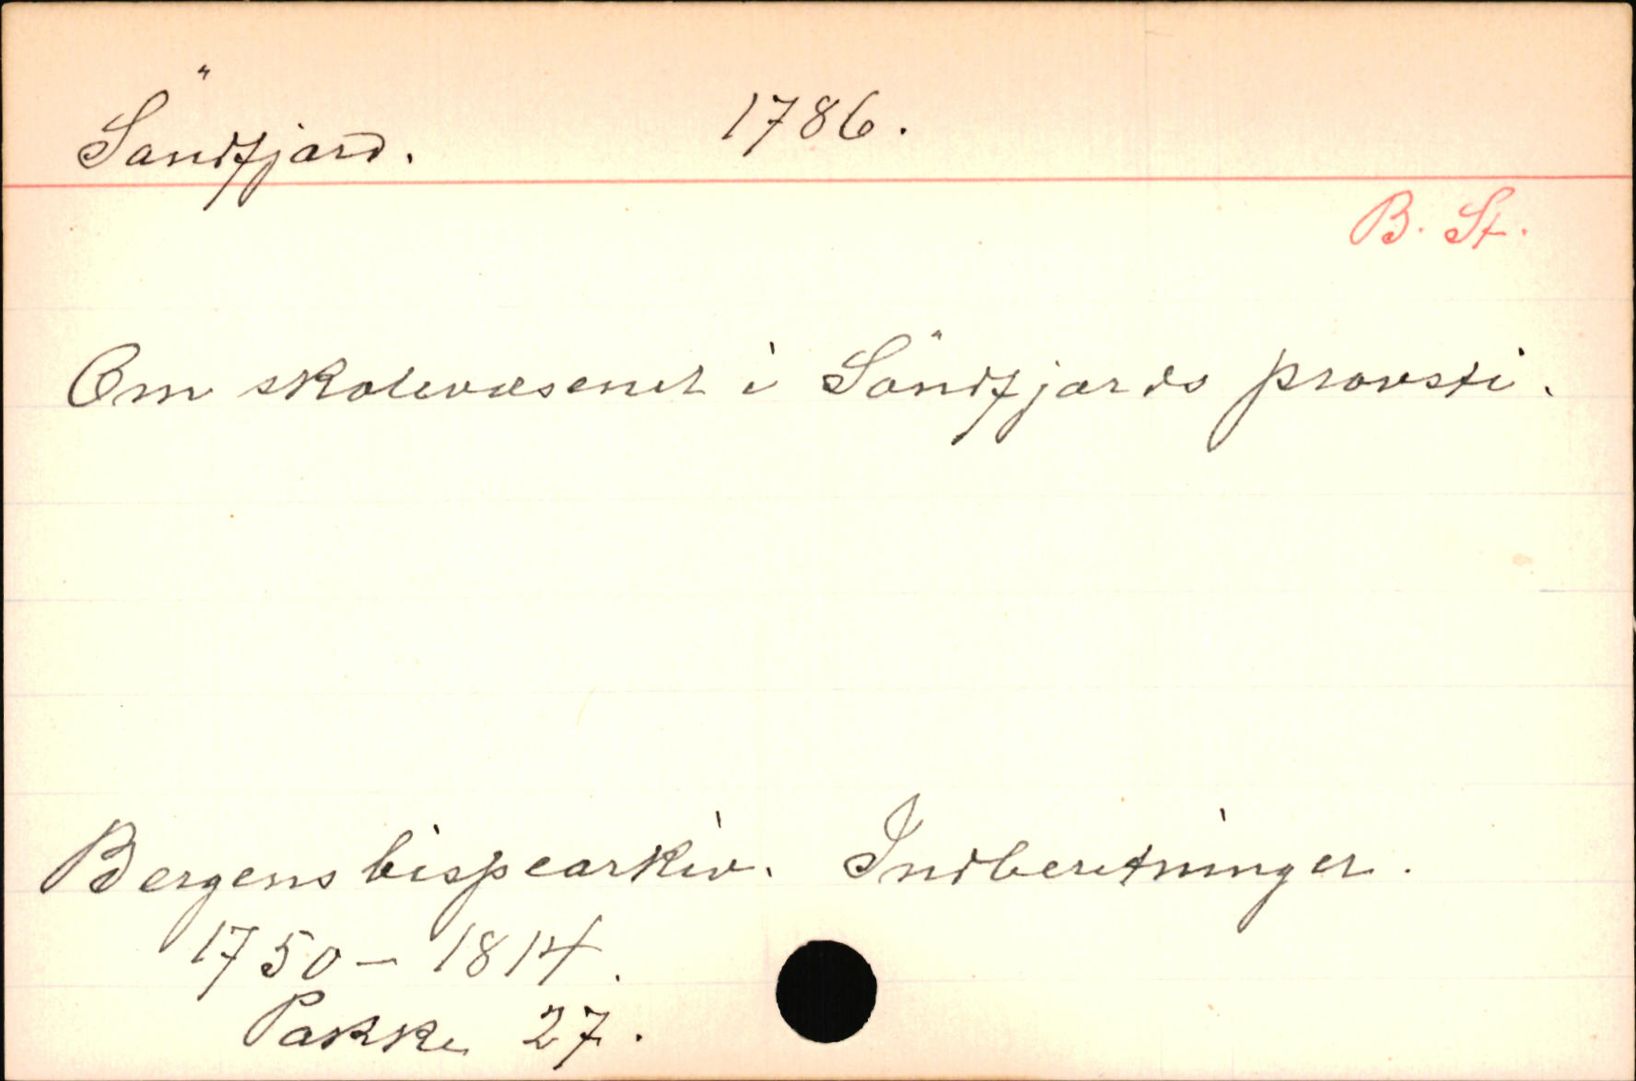 Söndfjord. 1786.
B. St.
Om skolevæsenet i Söndfjords provsti.
Bergens bispearkiv. Indberetninger.
1750-1814.
Pakke 27.